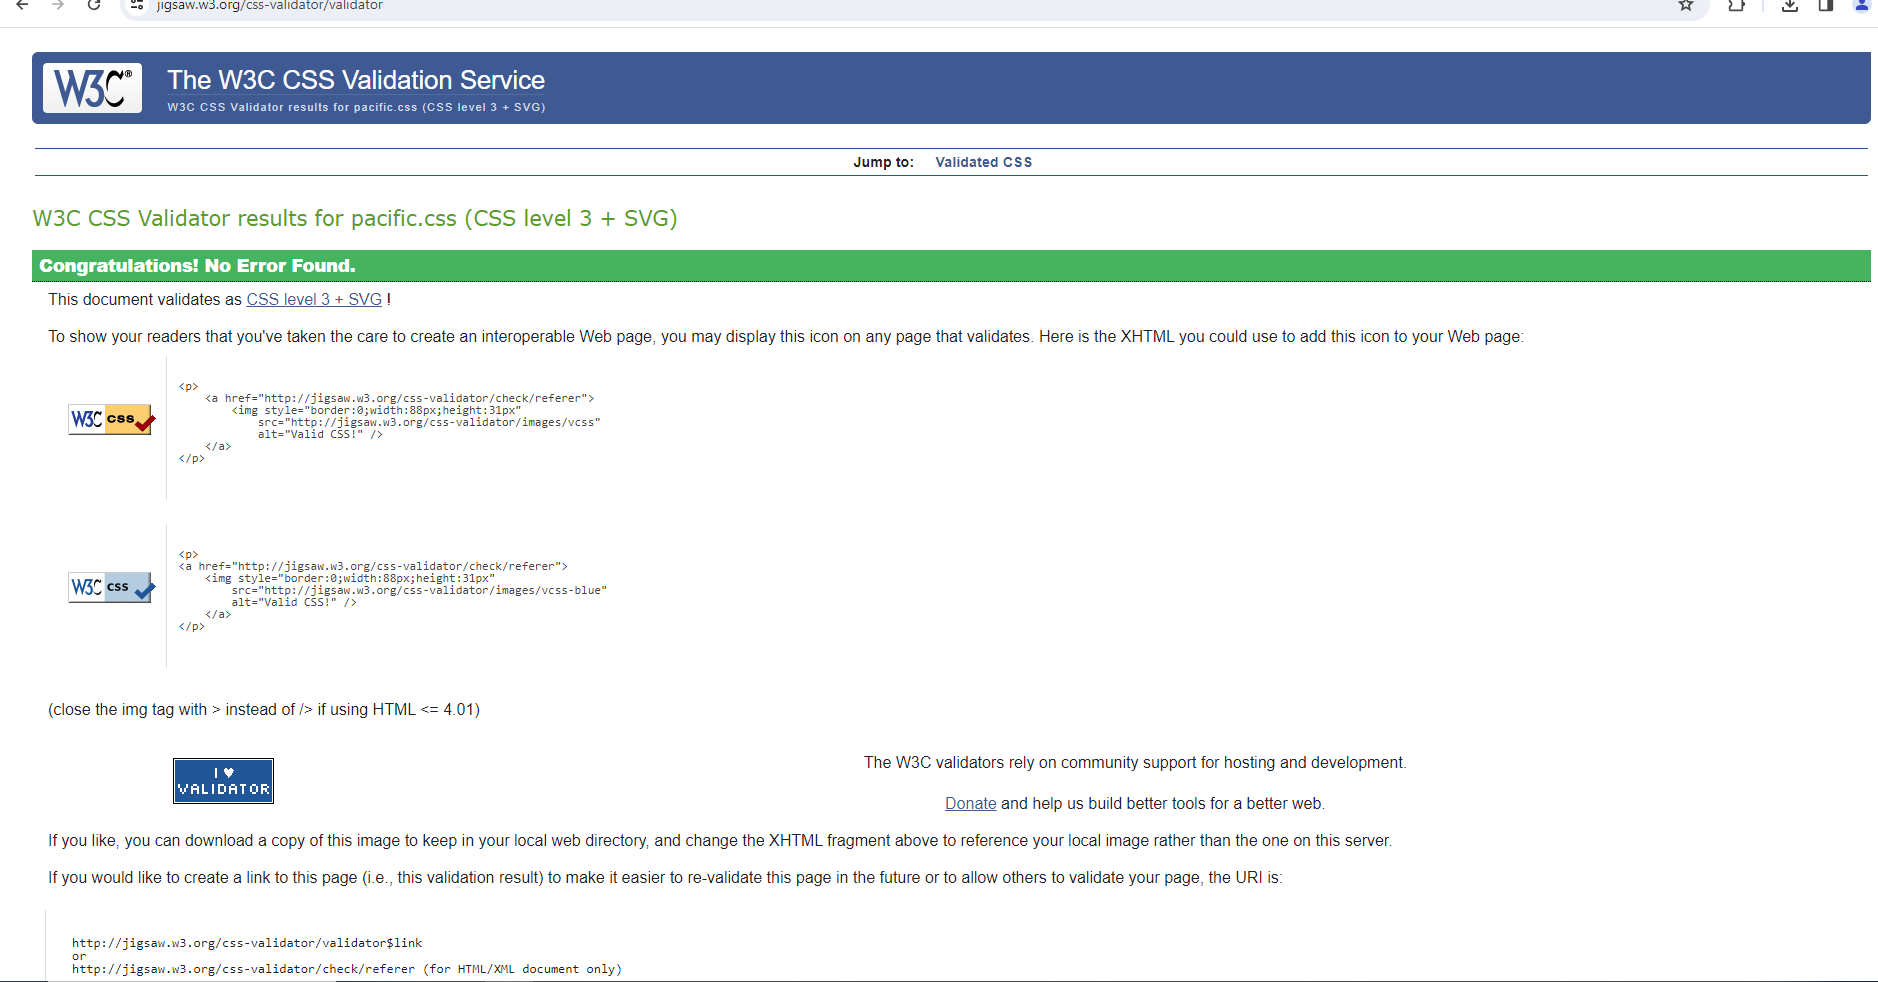 jigsaw.w3.org/css-validator/validator
W3C®
The W3C CSS Validation Service
W3C CSS Validator results for pacific.css (CSS level 3 + SVG)
Jump to: Validated CSS
W3C CSS Validator results for pacific.css (CSS level 3 + SVG)
Congratulations! No Error Found.
This document validates as CSS level 3 + SVG !
To show your readers that you've taken the care to create an interoperable Web page, you may display this icon on any page that validates. Here is the XHTML you could use to add this icon to your Web page:
W3C css
<p>
<a href="http://jigsaw.w3.org/css-validator/check/referer">
<img style="border:0;width:88px;height:31px"
src="http://jigsaw.w3.org/css-validator/images/vcss"
alt="Valid CSS!" />
</a>
</p>
W3C css
<p>
<a href="http://jigsaw.w3.org/css-validator/check/referer">
<img style="border:0;width:88px;height:31px"
src="http://jigsaw.w3.org/css-validator/images/vcss-blue"
alt="Valid CSS!" />
</a>
</p>
(close the img tag with > instead of /> if using HTML <= 4.01)
I ♥
VALIDATOR
The W3C validators rely on community support for hosting and development.
Donate and help us build better tools for a better web.
If you like, you can download a copy of this image to keep in your local web directory, and change the XHTML fragment above to reference your local image rather than the one on this server.
If you would like to create a link to this page (i.e., this validation result) to make it easier to re-validate this page in the future or to allow others to validate your page, the URI is:
http://jigsaw.w3.org/css-validator/validator$link
or
http://jigsaw.w3.org/css-validator/check/referer (for HTML/XML document only)